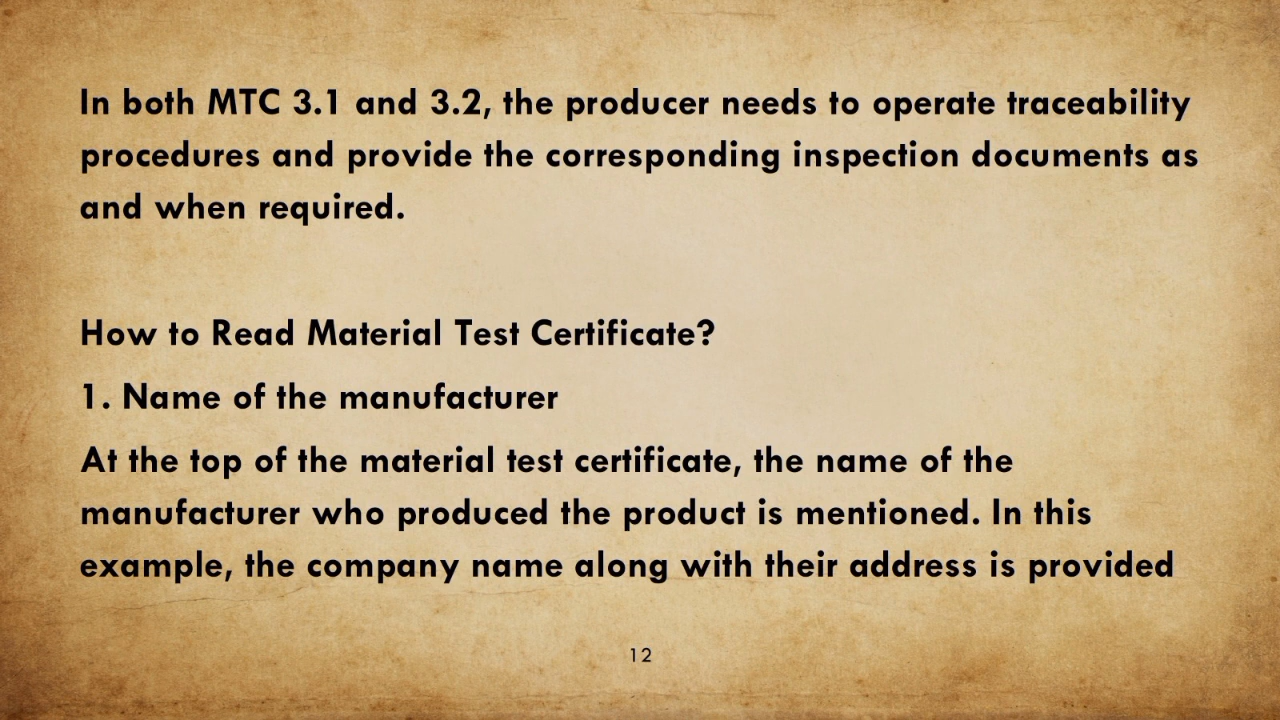 In both MTC 3.1 and 3.2, the producer needs to operate traceability
procedures and provide the corresponding inspection documents as
and when required.
How to Read Material Test Certificate?
1. Name of the manufacturer
At the top of the material test certificate, the name of the
manufacturer who produced the product is mentioned. In this
example, the company name along with their address is provided
12